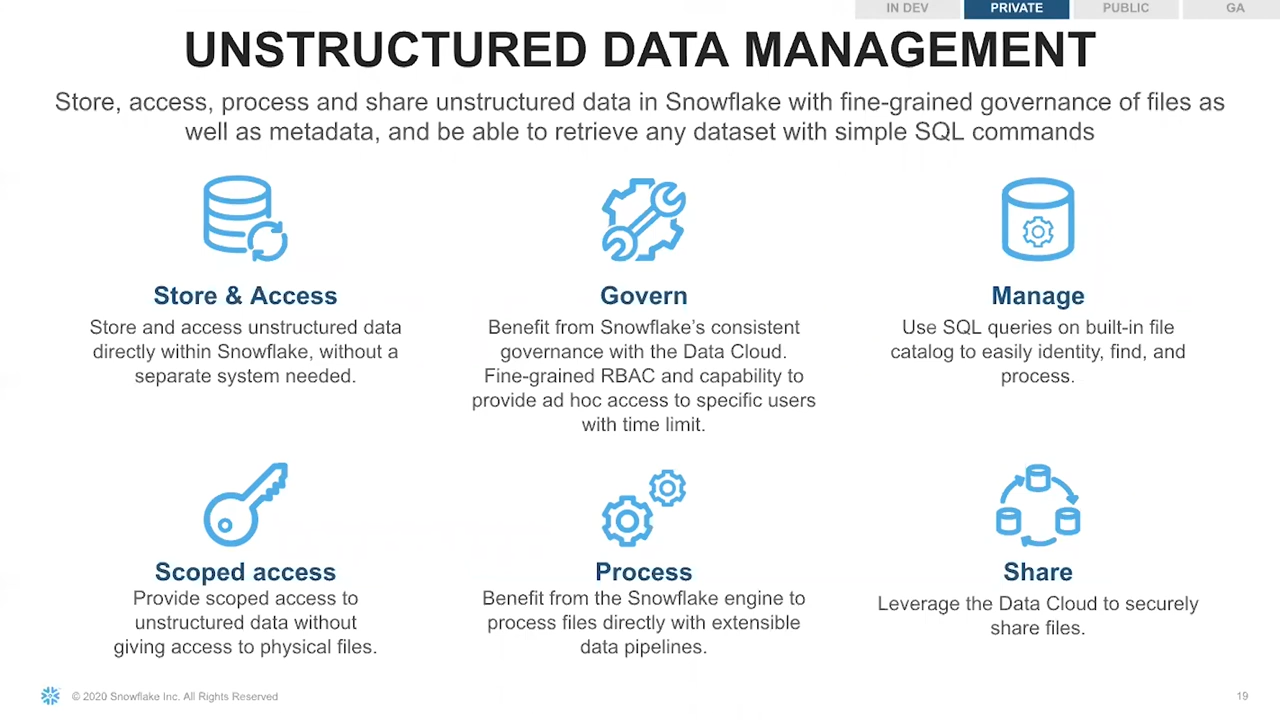 IN DEV
PRIVATE
PUBLIC
GA
UNSTRUCTURED DATA MANAGEMENT
Store, access, process and share unstructured data in Snowflake with fine-grained governance of files as
well as metadata, and be able to retrieve any dataset with simple SQL commands
Store & Access
Store and access unstructured data
directly within Snowflake, without a
separate system needed.
Govern
Benefit from Snowflake's consistent
governance with the Data Cloud.
Fine-grained RBAC and capability to
provide ad hoc access to specific users
with time limit.
Manage
Use SQL queries on built-in file
catalog to easily identity, find, and
process.
Scoped access
Provide scoped access to
unstructured data without
giving access to physical files.
Process
Benefit from the Snowflake engine to
process files directly with extensible
data pipelines.
Share
Leverage the Data Cloud to securely
share files.
© 2020 Snowflake Inc. All Rights Reserved
19